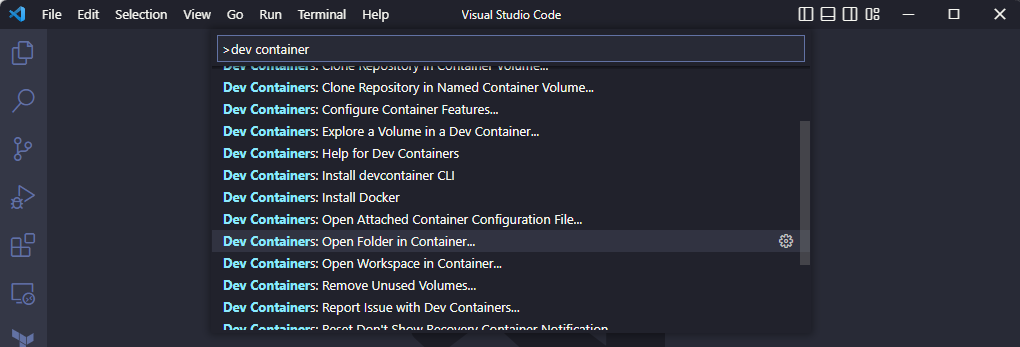 File Edit Selection View Go Run Terminal Help Visual Studio Code
>dev container
Dev Containers: Clone Repository in Container Volume...
Dev Containers: Clone Repository in Named Container Volume...
Dev Containers: Configure Container Features...
Dev Containers: Explore a Volume in a Dev Container...
Dev Containers: Help for Dev Containers
Dev Containers: Install devcontainer CLI
Dev Containers: Install Docker
Dev Containers: Open Attached Container Configuration File...
Dev Containers: Open Folder in Container...
Dev Containers: Open Workspace in Container...
Dev Containers: Remove Unused Volumes...
Dev Containers: Report Issue with Dev Containers...
Dev Containers: Reset Don't Show Recovery Container Notification